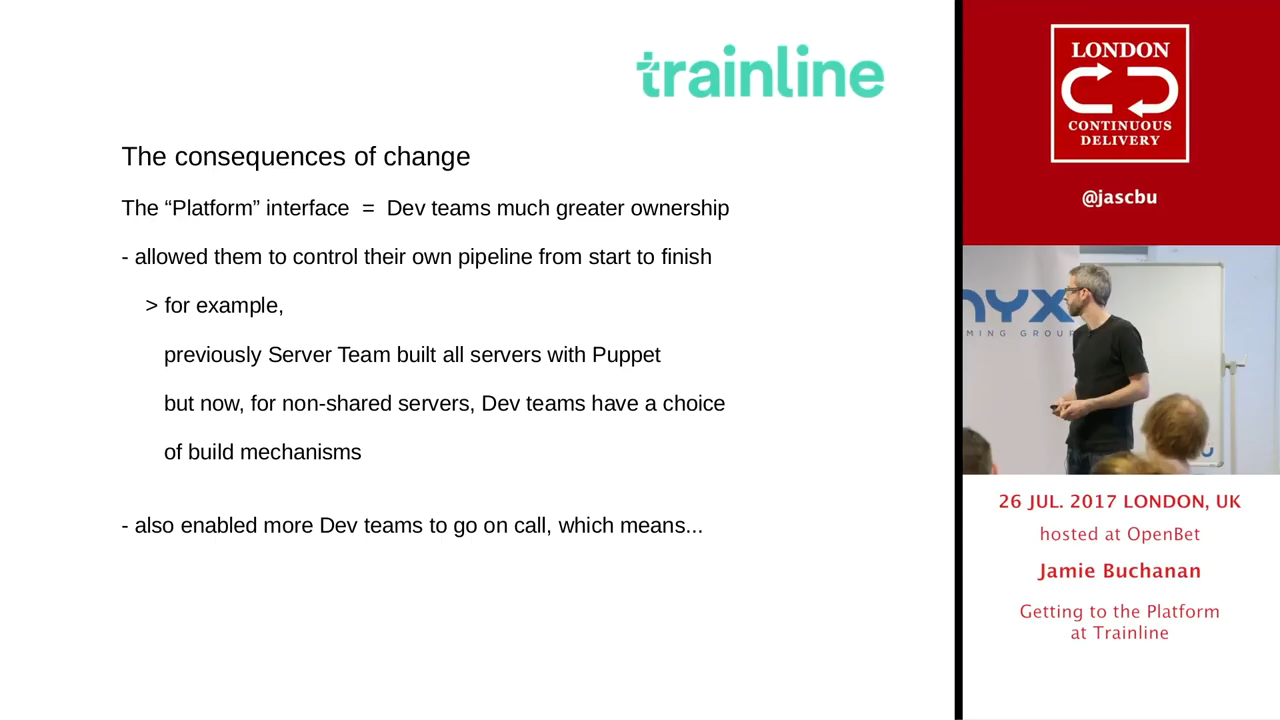 trainline
The consequences of change
The “Platform” interface = Dev teams much greater ownership
- allowed them to control their own pipeline from start to finish
> for example,
previously Server Team built all servers with Puppet
but now, for non-shared servers, Dev teams have a choice
of build mechanisms
- also enabled more Dev teams to go on call, which means...
LONDON
CONTINUOUS
DELIVERY
@jascbu
NYX
MING GROUP
26 JUL. 2017 LONDON, UK
hosted at OpenBet
Jamie Buchanan
Getting to the Platform
at Trainline